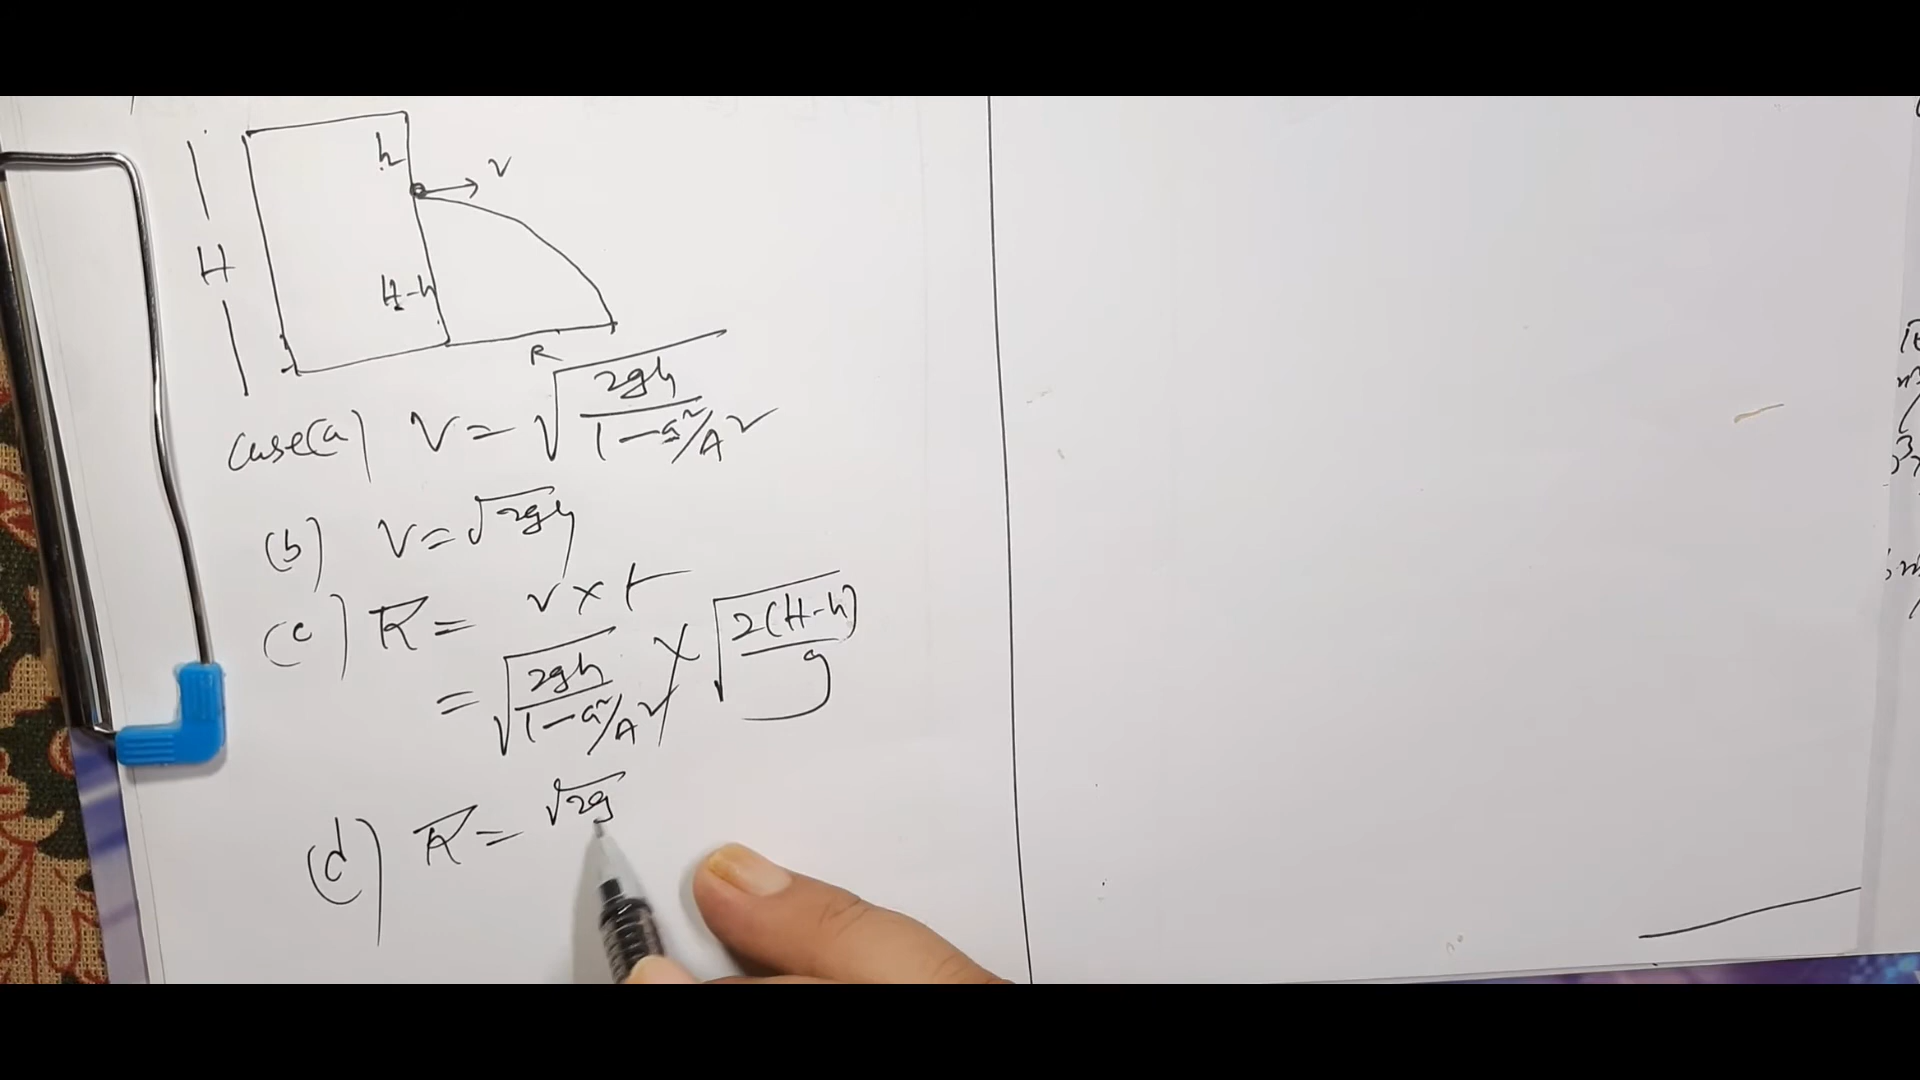 h
V
H
H-h
R
Case(a) V = √(2gh / (1 - a²/A²))
(b) V = √2gh
(c) R = v × t
= √(2gh / (1 - a²/A²)) × √(2(H-h) / g)
(d) R = √2g